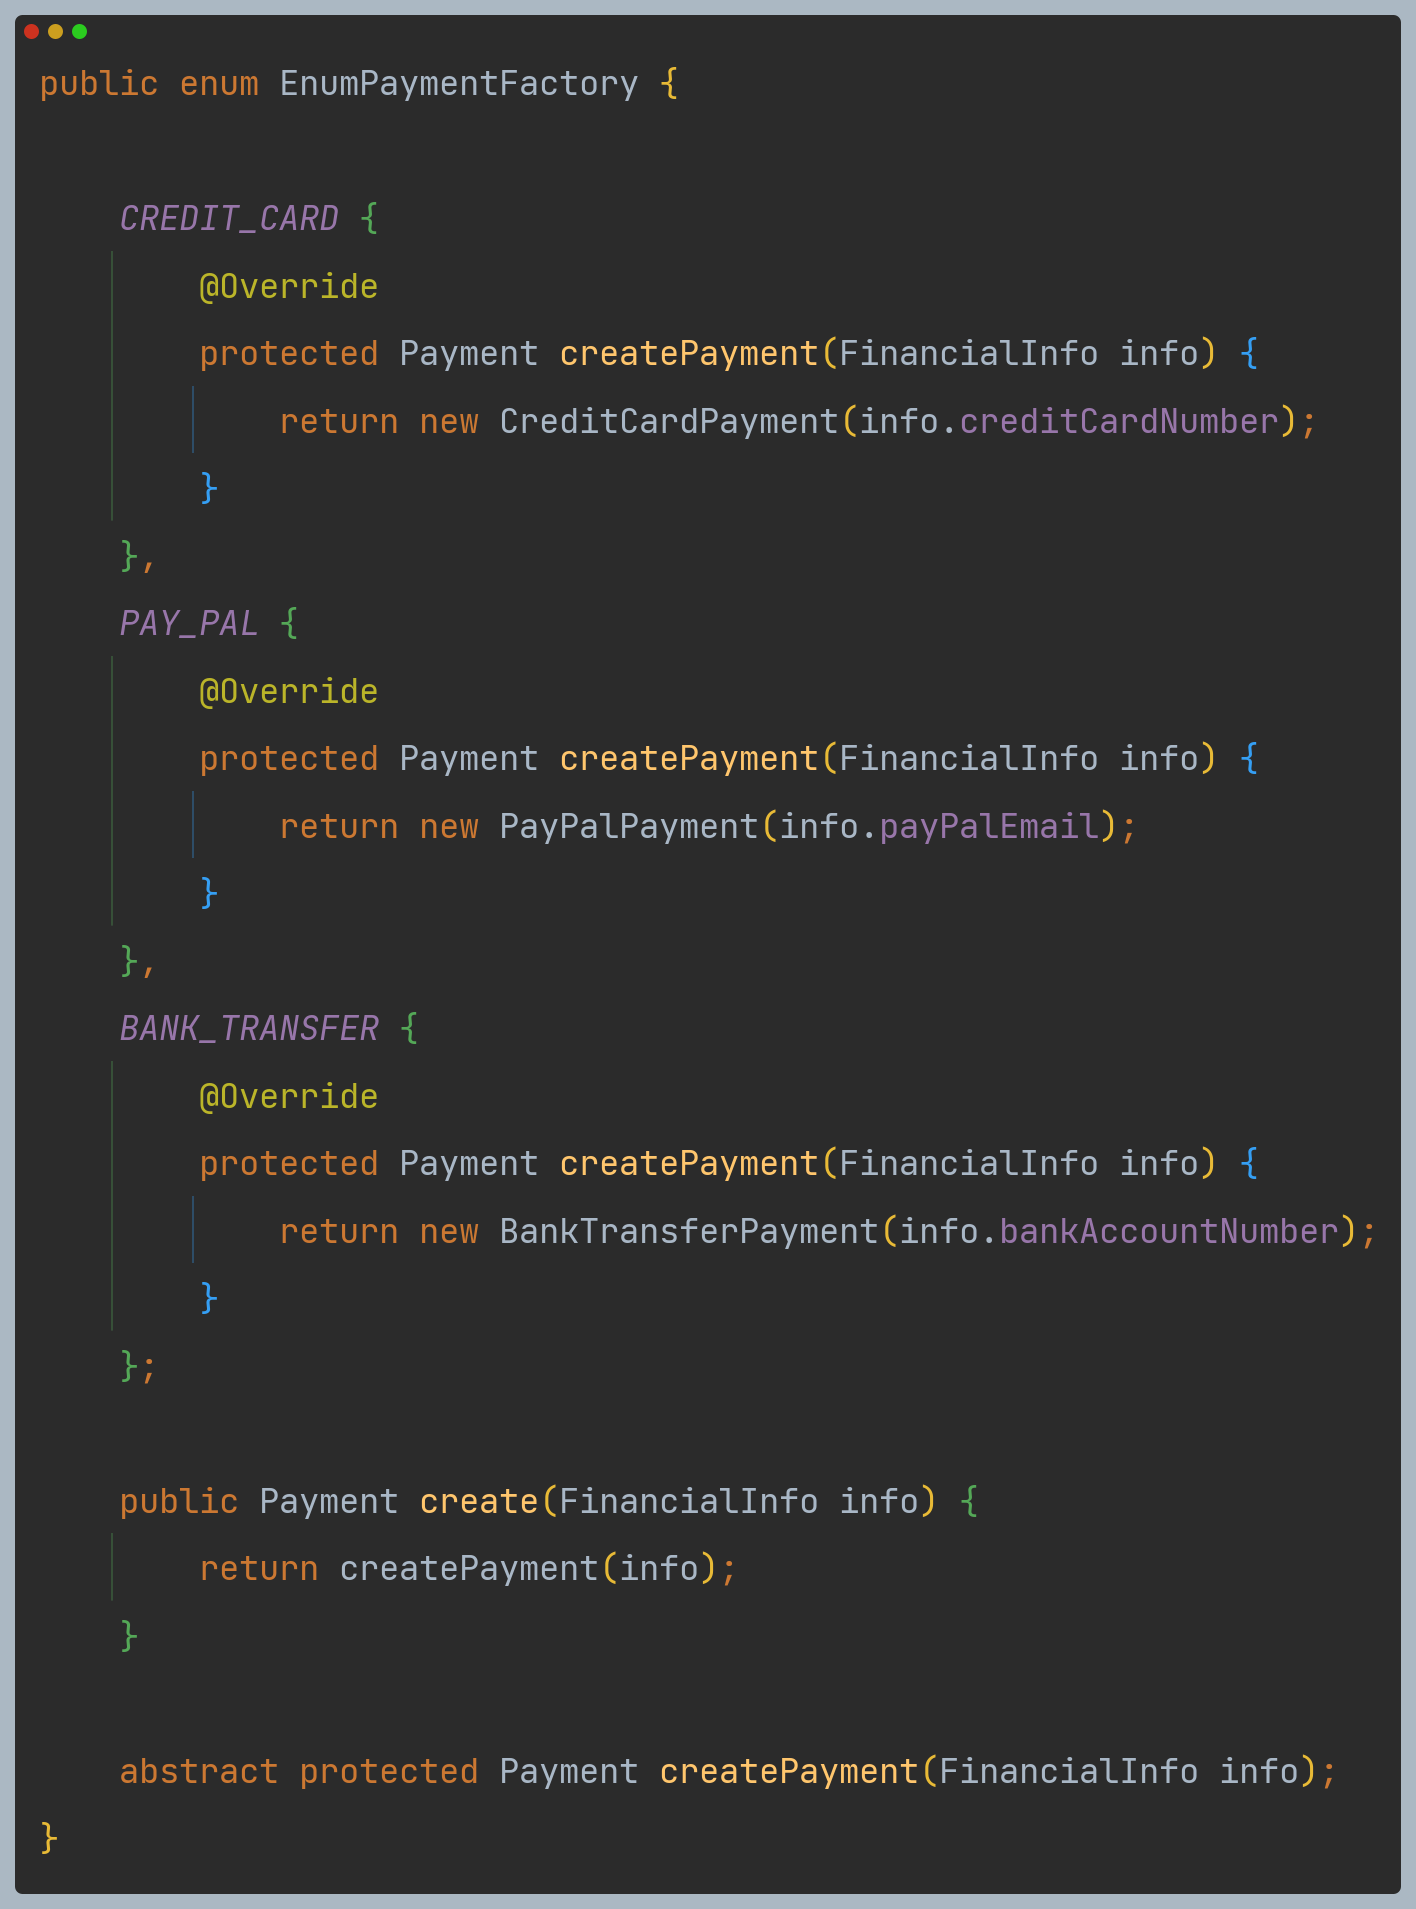 public enum EnumPaymentFactory {
    CREDIT_CARD {
        @Override
        protected Payment createPayment(FinancialInfo info) {
            return new CreditCardPayment(info.creditCardNumber);
        }
    },
    PAY_PAL {
        @Override
        protected Payment createPayment(FinancialInfo info) {
            return new PayPalPayment(info.payPalEmail);
        }
    },
    BANK_TRANSFER {
        @Override
        protected Payment createPayment(FinancialInfo info) {
            return new BankTransferPayment(info.bankAccountNumber);
        }
    };
    public Payment create(FinancialInfo info) {
        return createPayment(info);
    }
    abstract protected Payment createPayment(FinancialInfo info);
}